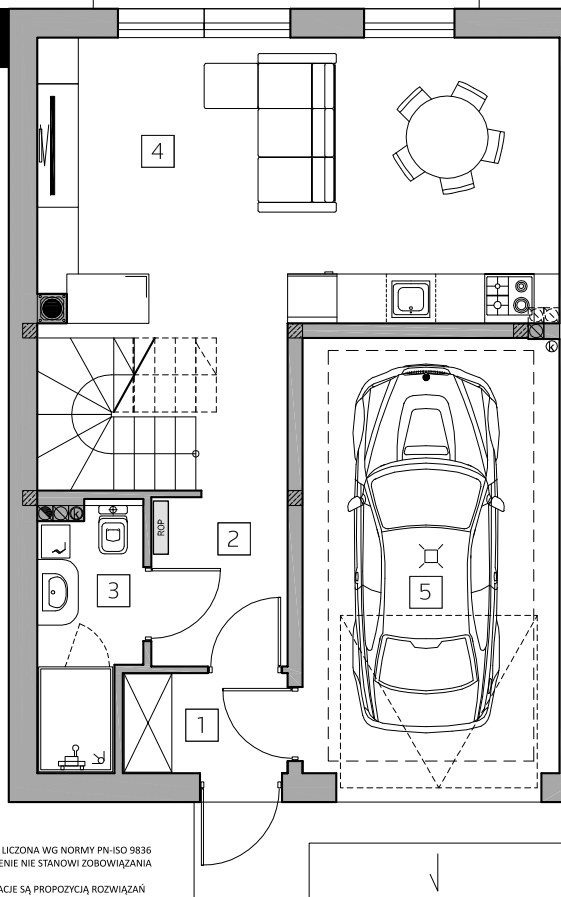 4
k
k
ROP
2
3
5
1
LICZONA WG NORMY PN-ISO 9836
ENIE NIE STANOWI ZOBOWIĄZANIA
ACJE SĄ PROPOZYCJĄ ROZWIĄZAŃ